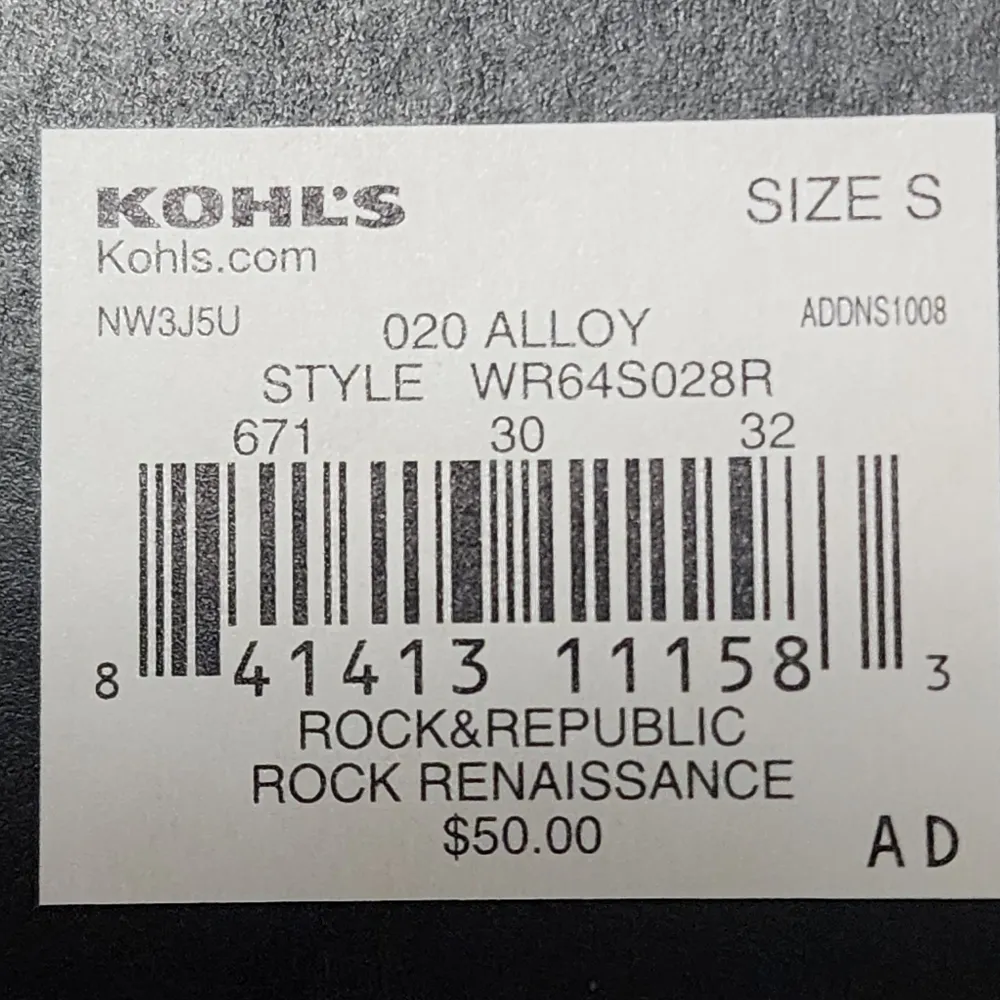 KOHL'S
SIZE S
Kohls.com
NW3J5U
020 ALLOY
ADDNS1008
STYLE WR64S028R
671 30 32
8 41413 11158 3
ROCK&REPUBLIC
ROCK RENAISSANCE
$50.00
AD